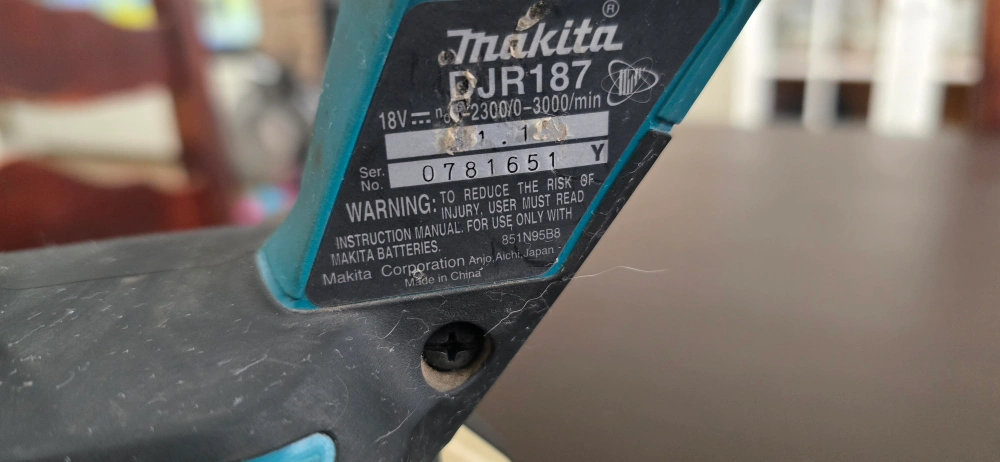 makita®
DJR187
18V⎓ n₀0-2300/0-3000/min
1.1
Ser. No. 0781651 Y
WARNING: TO REDUCE THE RISK OF
INJURY. USER MUST READ
INSTRUCTION MANUAL. FOR USE ONLY WITH
MAKITA BATTERIES. 851N95B8
Makita Corporation Anjo, Aichi, Japan
Made in China